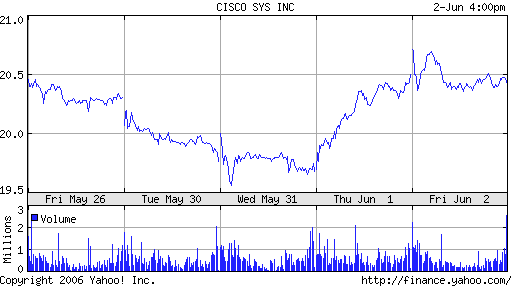 CISCO SYS INC 2-Jun 4:00pm
21.0
20.5
20.0
19.5
Fri May 26 Tue May 30 Wed May 31 Thu Jun 1 Fri Jun 2
3
2
1
0
Millions
Volume
Copyright 2006 Yahoo! Inc. http://finance.yahoo.com/